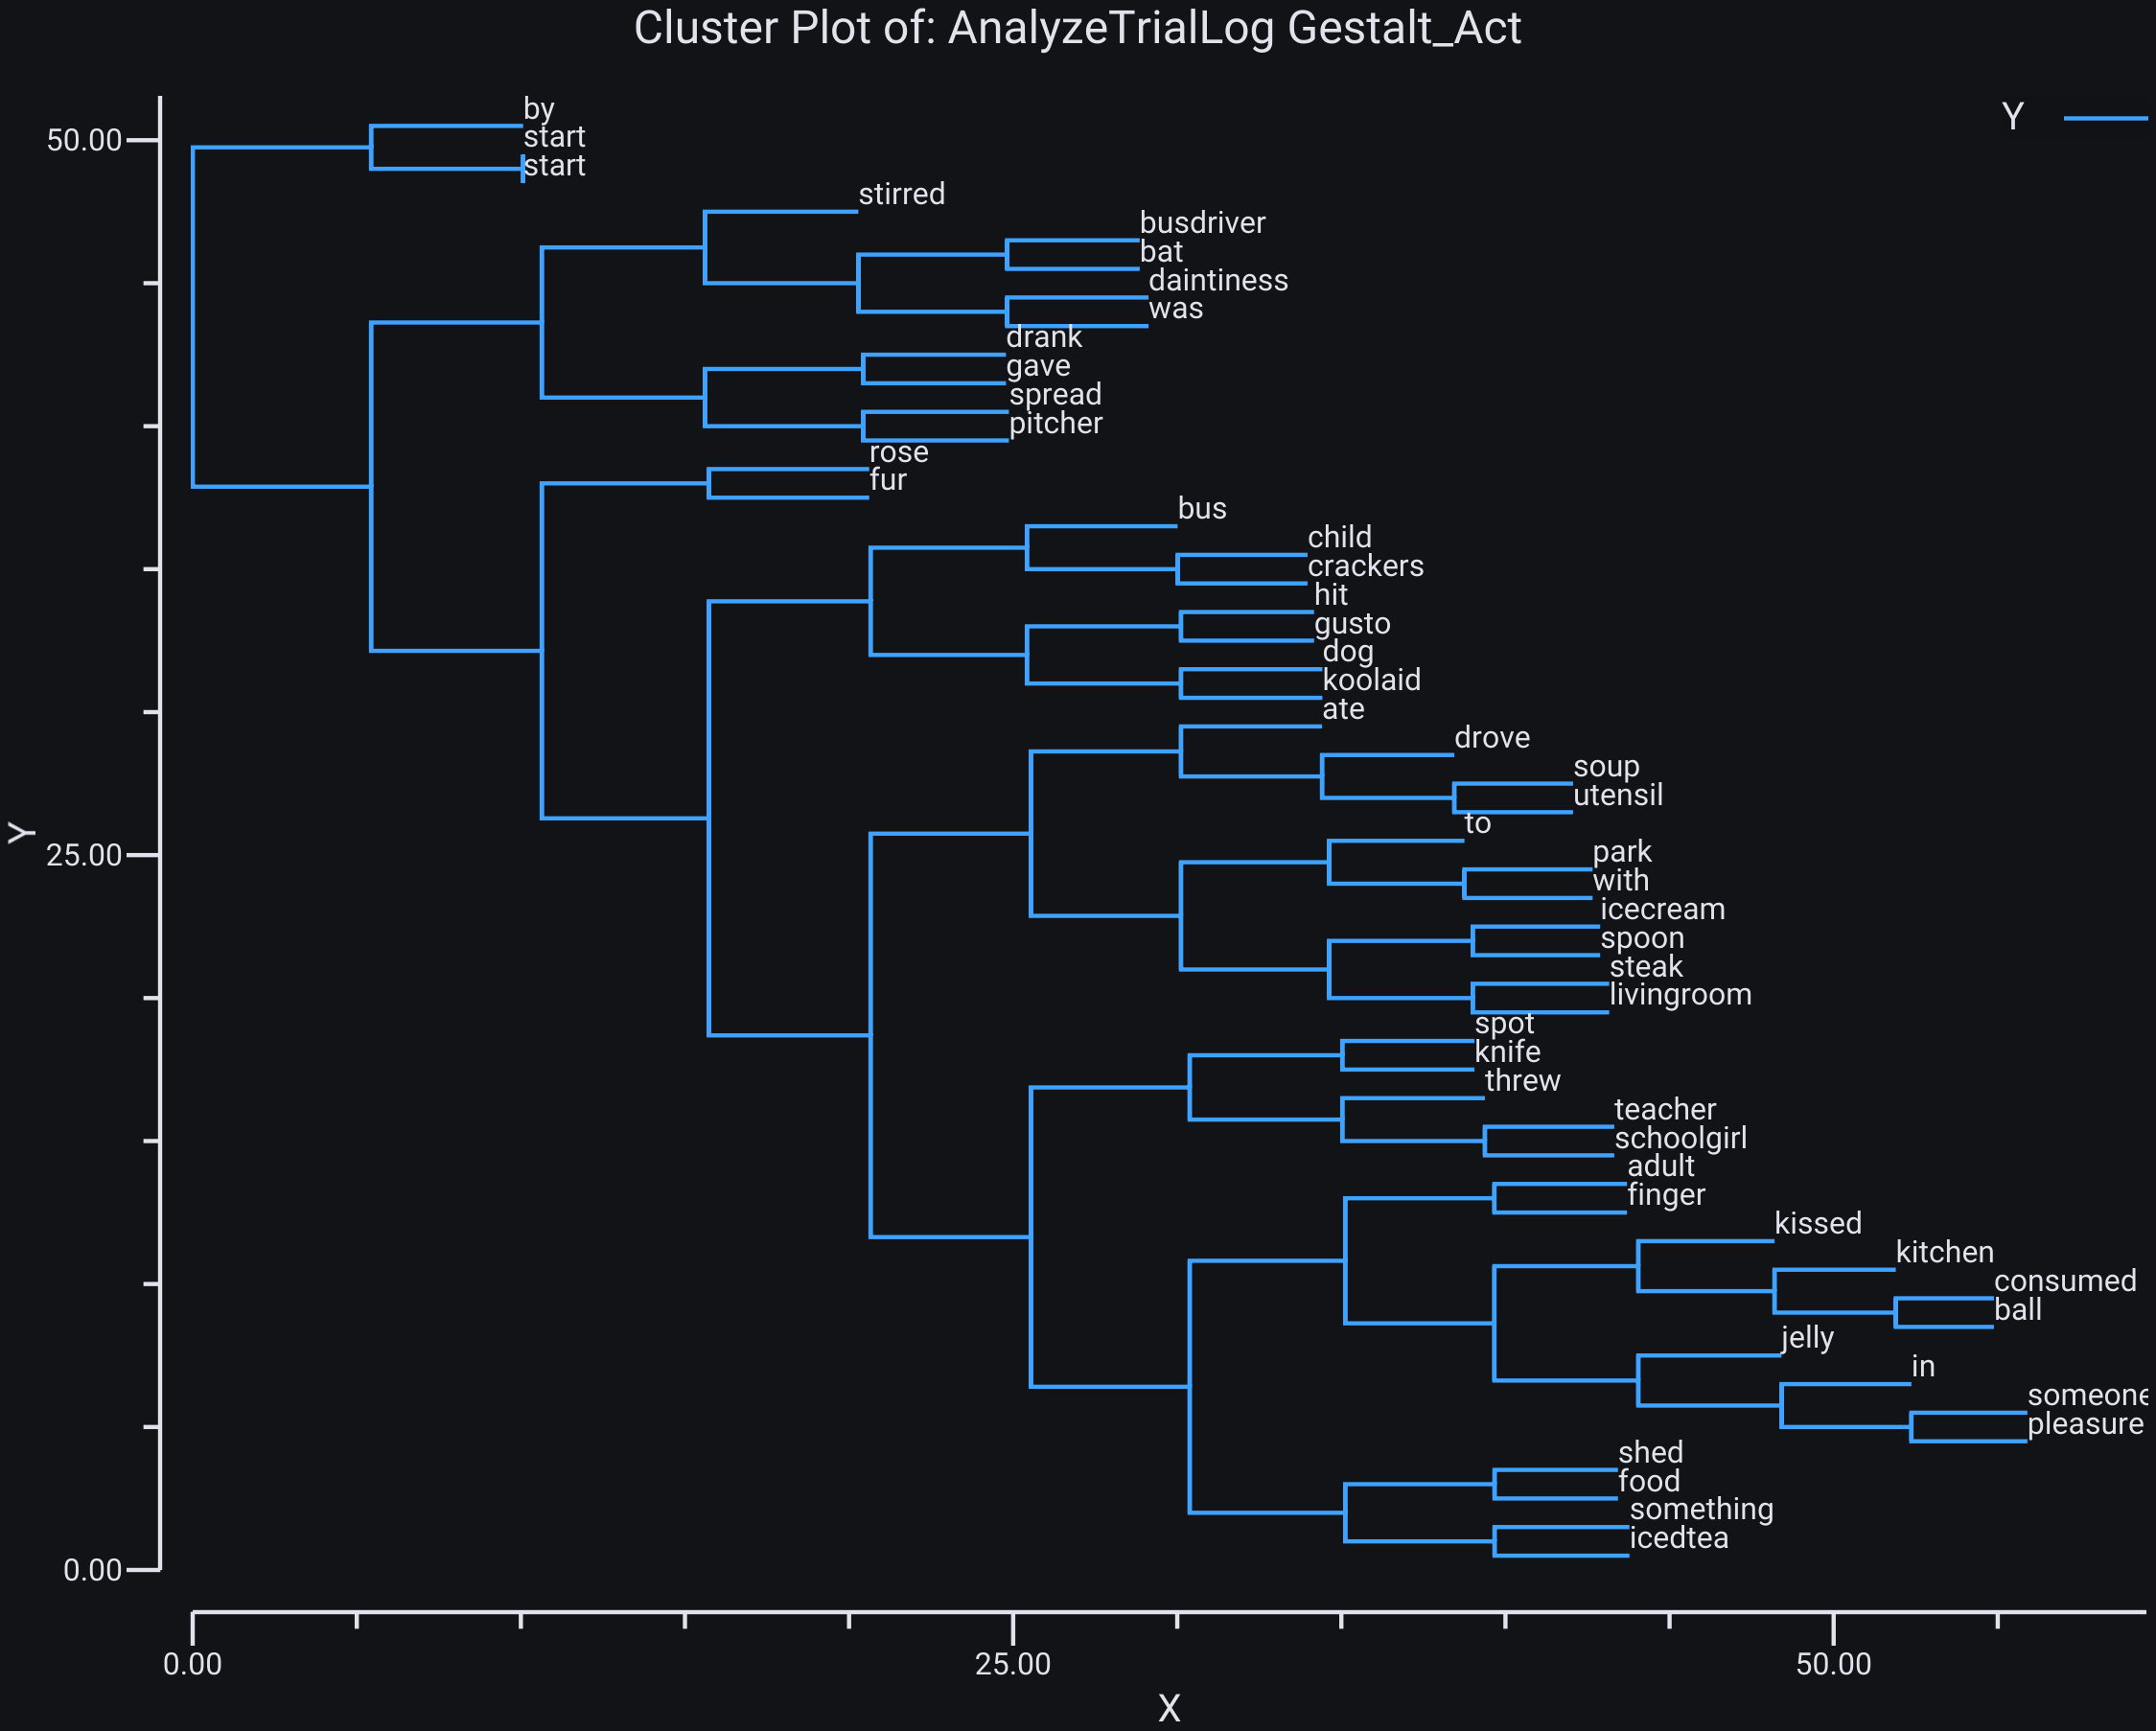 Cluster Plot of: AnalyzeTrialLog Gestalt_Act
Y
50.00
25.00
0.00
Y
by
start
start
stirred
busdriver
bat
daintiness
was
drank
gave
spread
pitcher
rose
fur
bus
child
crackers
hit
gusto
dog
koolaid
ate
drove
soup
utensil
to
park
with
icecream
spoon
steak
livingroom
spot
knife
threw
teacher
schoolgirl
adult
finger
kissed
kitchen
consumed
ball
jelly
in
someone
pleasure
shed
food
something
icedtea
0.00 25.00 50.00
X